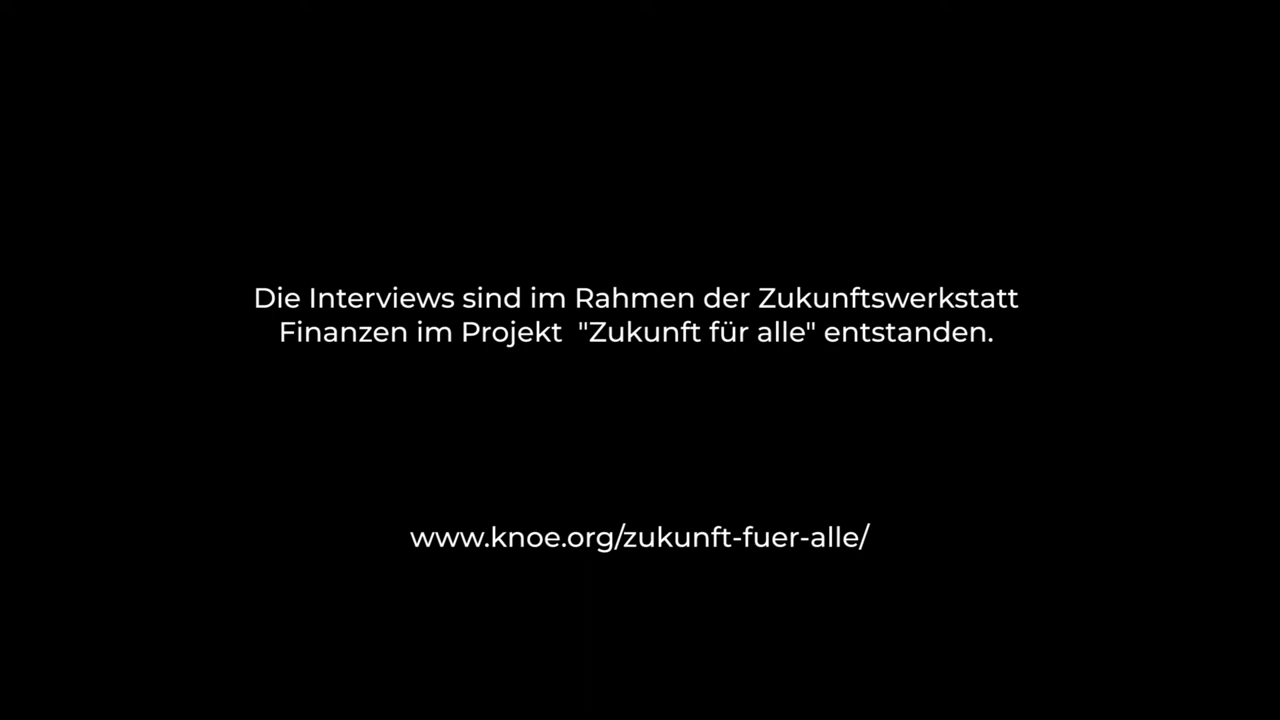 Die Interviews sind im Rahmen der Zukunftswerkstatt
Finanzen im Projekt  "Zukunft für alle" entstanden.
www.knoe.org/zukunft-fuer-alle/